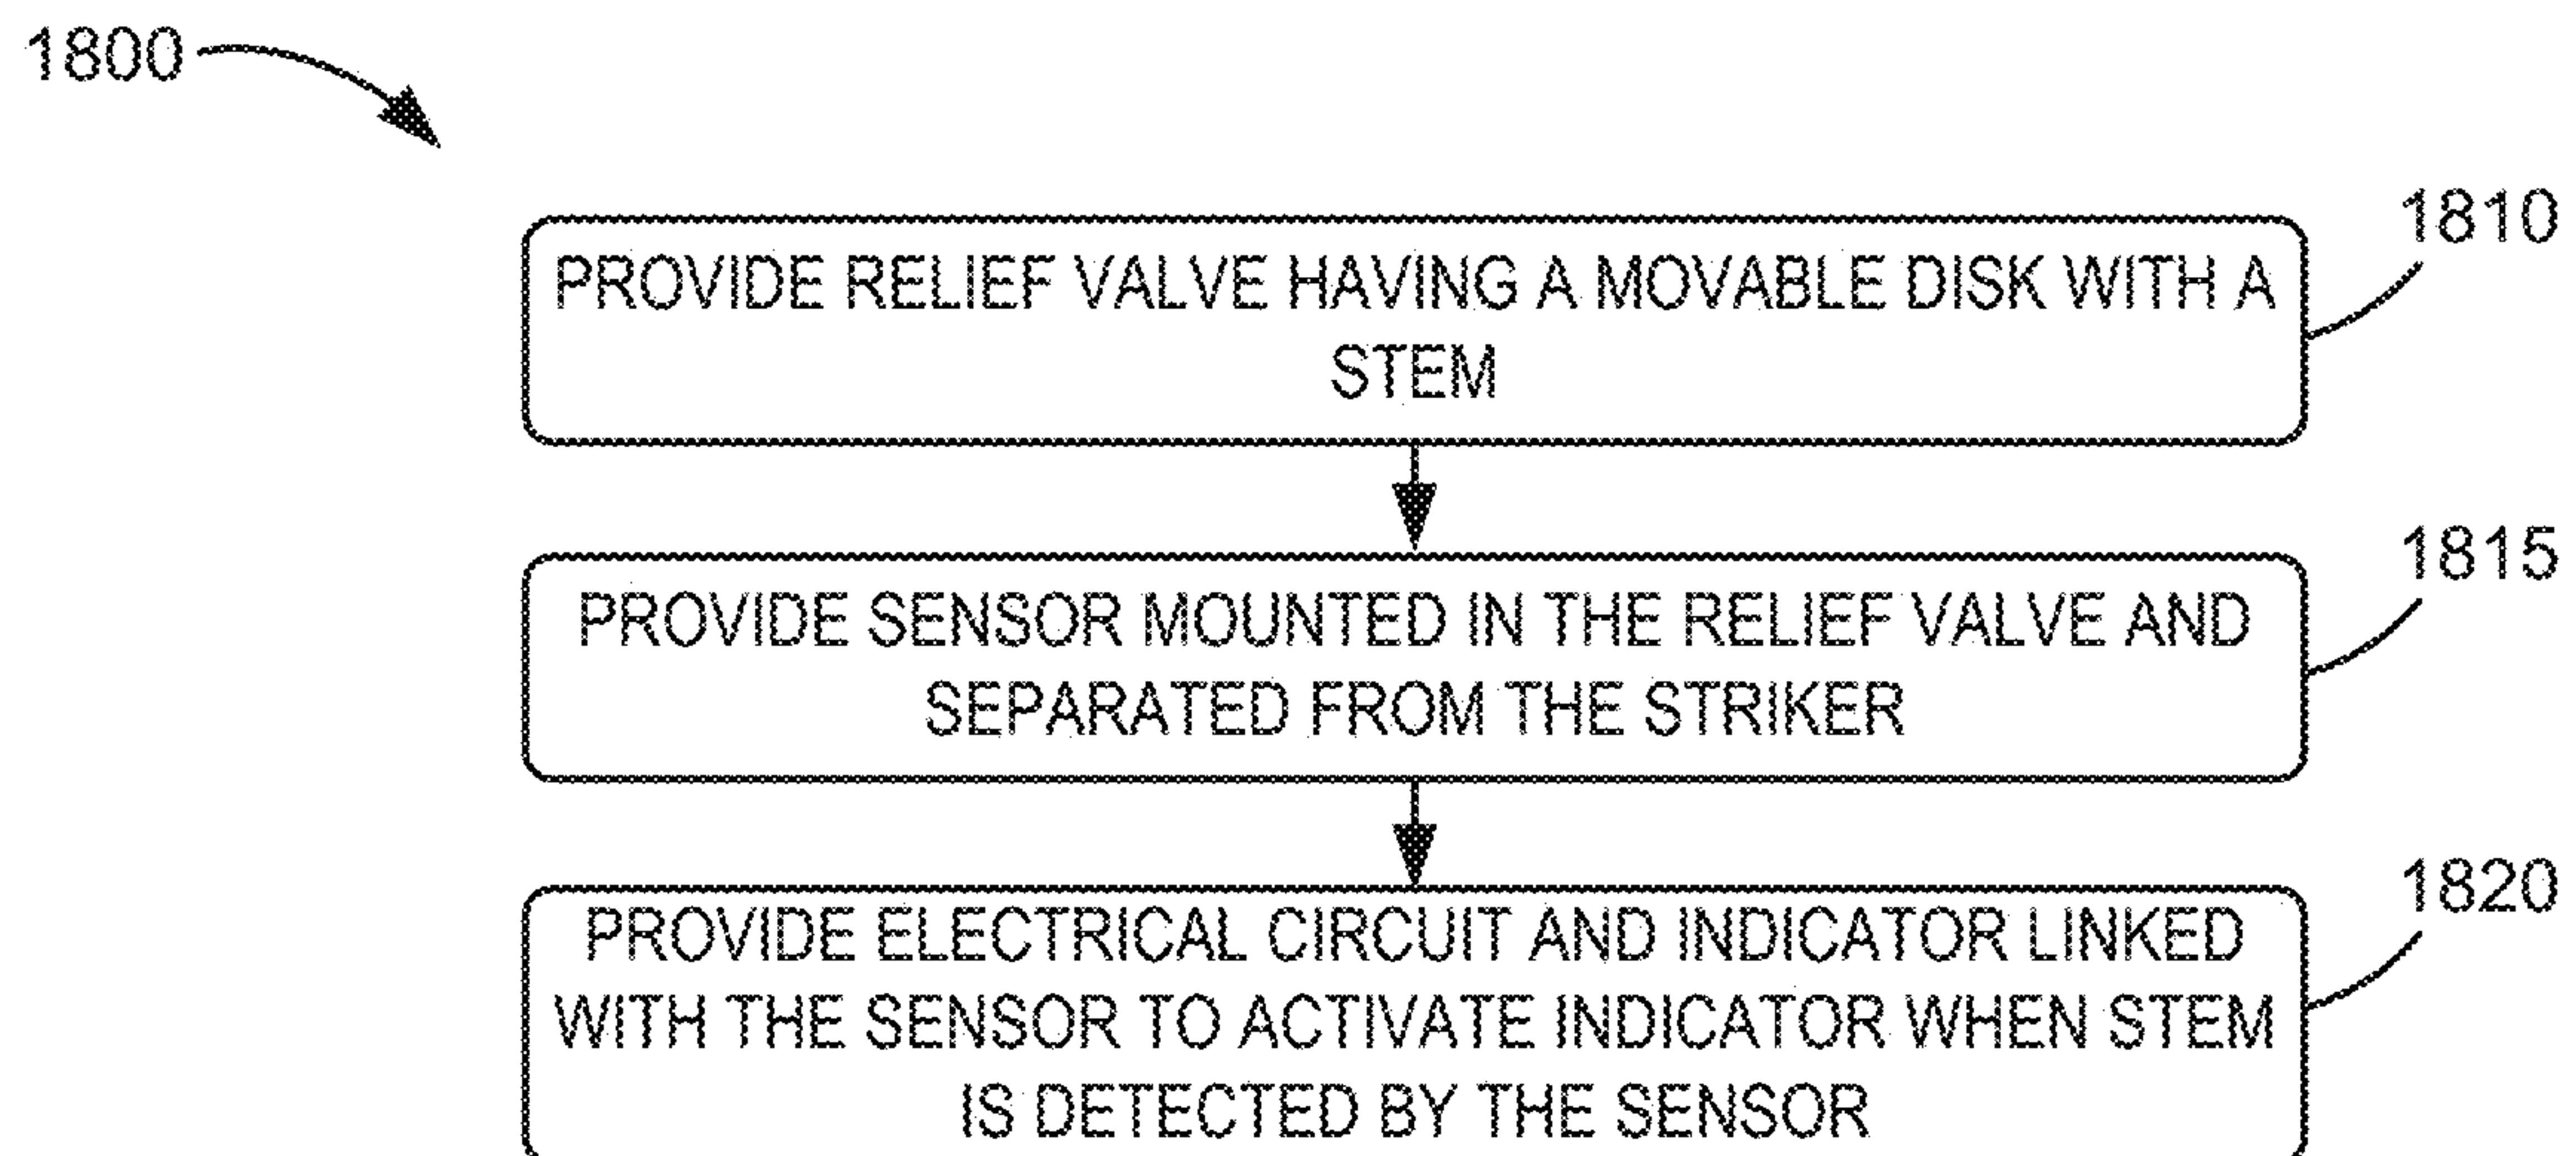 1800
1810
PROVIDE RELIEF VALVE HAVING A MOVABLE DISK WITH A
STEM
1815
PROVIDE SENSOR MOUNTED IN THE RELIEF VALVE AND
SEPARATED FROM THE STRIKER
1820
PROVIDE ELECTRICAL CIRCUIT AND INDICATOR LINKED
WITH THE SENSOR TO ACTIVATE INDICATOR WHEN STEM
IS DETECTED BY THE SENSOR